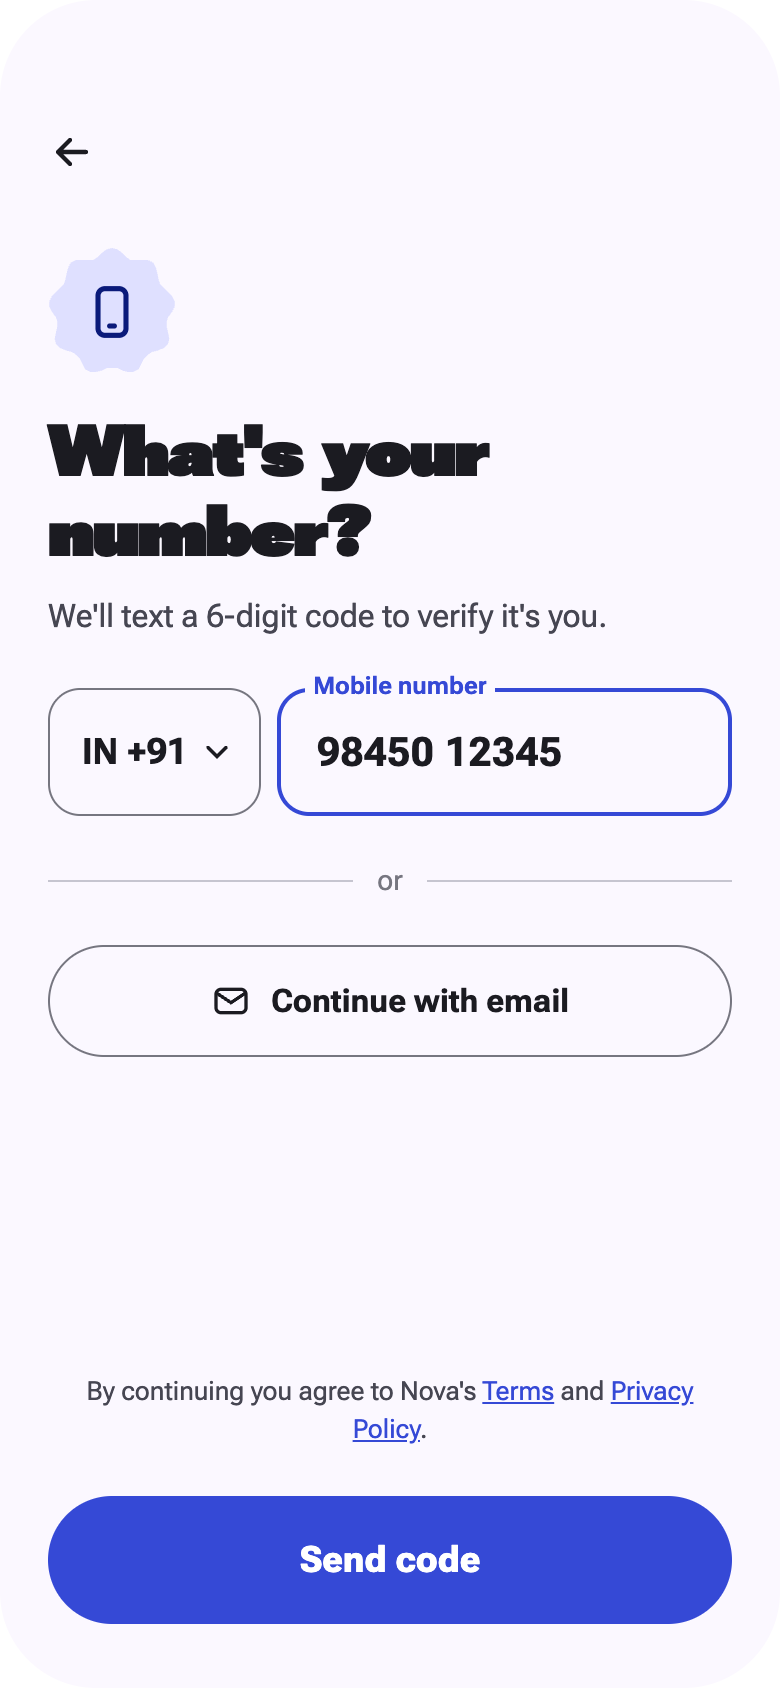 What's your
number?
We'll text a 6-digit code to verify it's you.
Mobile number
IN +91
98450 12345
or
Continue with email
By continuing you agree to Nova's Terms and Privacy
Policy.
Send code